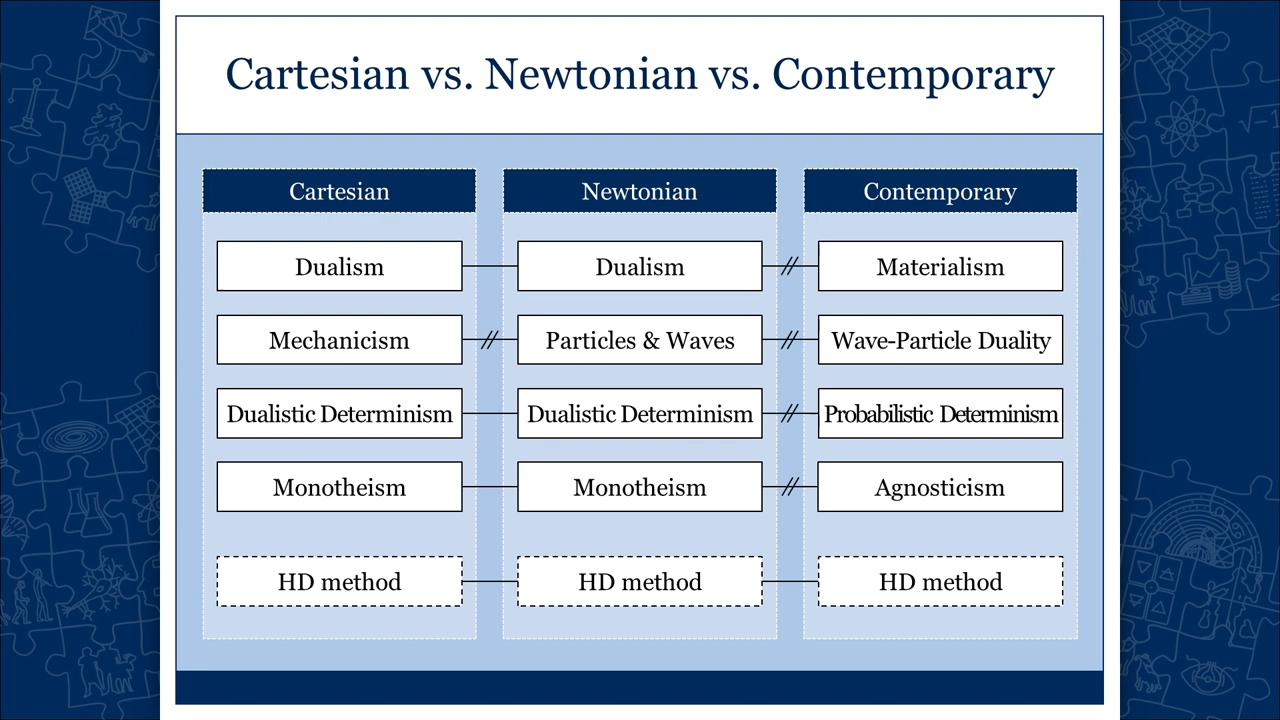 Cartesian vs. Newtonian vs. Contemporary
Cartesian
Newtonian
Contemporary
Dualism
Dualism
Materialism
Mechanicism
Particles & Waves
Wave-Particle Duality
Dualistic Determinism
Dualistic Determinism
Probabilistic Determinism
Monotheism
Monotheism
Agnosticism
HD method
HD method
HD method
√-1